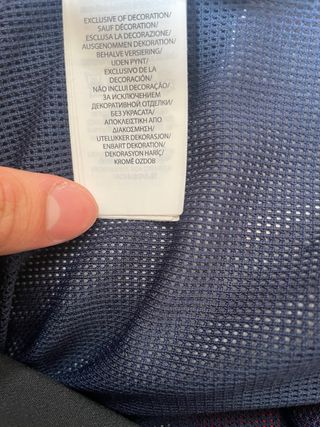 EXCLUSIVE OF DECORATION/
SAUF DÉCORATION/
ESCLUSA LA DECORAZIONE/
AUSGENOMMEN DEKORATION/
BEHALVE VERSIERING/
UDEN PYNT/
EXCLUSIVO DE LA
DECORACIÓN/
NÃO INCLUI DECORAÇÃO/
ЗА ИСКЛЮЧЕНИЕМ
ДЕКОРАТИВНОЙ ОТДЕЛКИ/
БЕЗ УКРАСАТА/
ΑΠΟΚΛΕΙΣΤΙΚΗ ΑΠΟ
ΔΙΑΚΟΣΜΗΣΗ/
UTELUKKER DEKORASJON/
ENBART DEKORATION/
DEKORASYON HARİÇ/
KROMĚ OZDOB